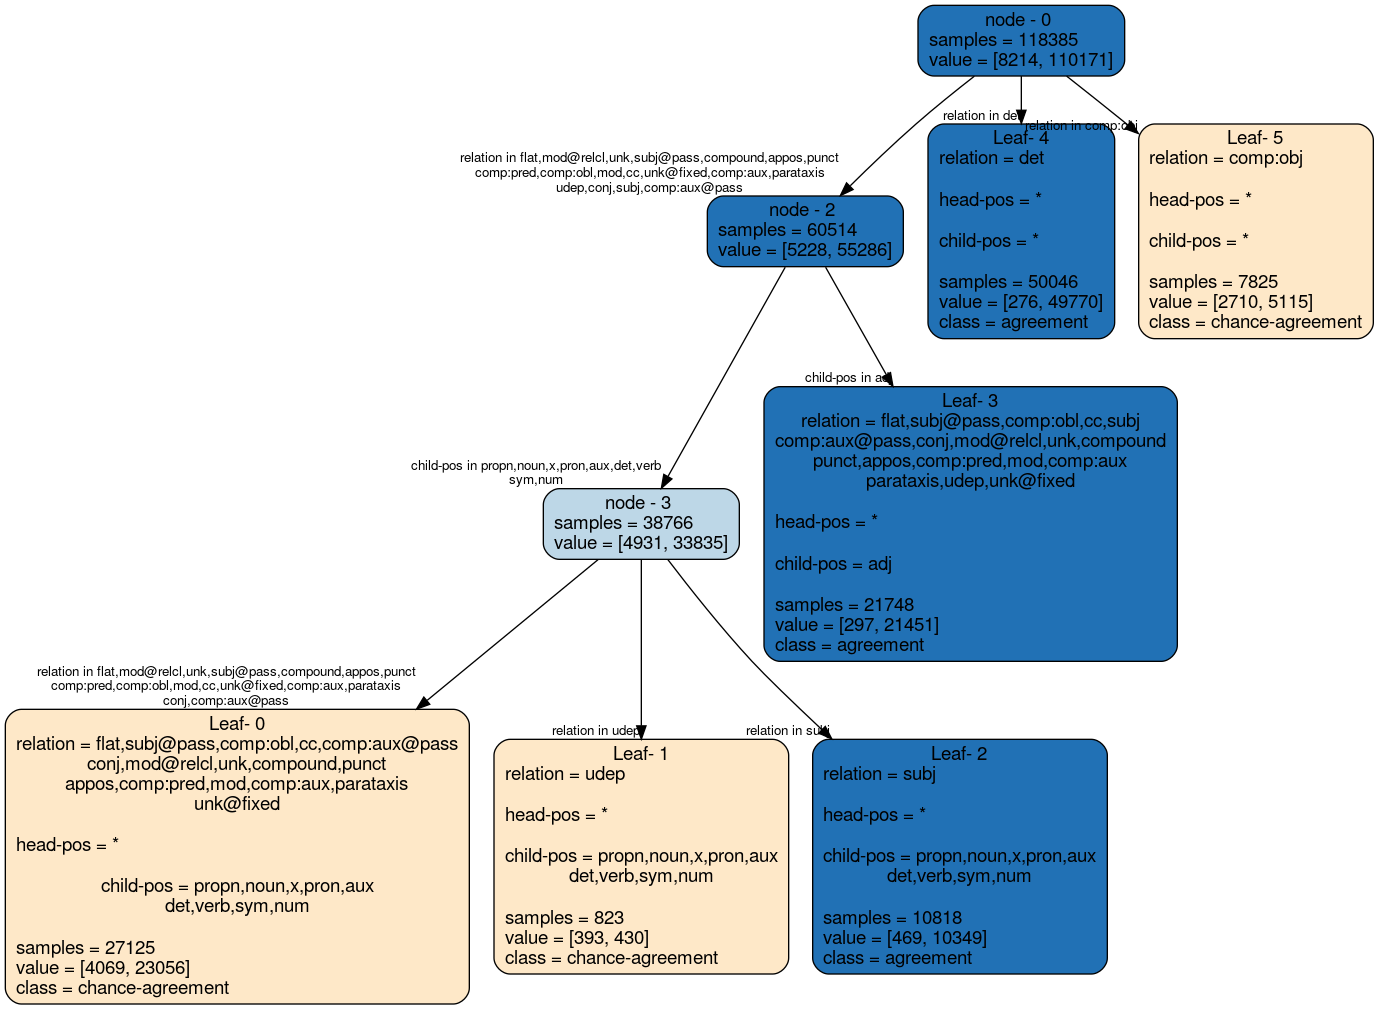 node - 0
samples = 118385
value = [8214, 110171]
relation in det
relation in comp:obj
relation in flat,mod@relcl,unk,subj@pass,compound,appos,punct
comp:pred,comp:obl,mod,cc,unk@fixed,comp:aux,parataxis
udep,conj,subj,comp:aux@pass
node - 2
samples = 60514
value = [5228, 55286]
Leaf- 4
relation = det
head-pos = *
child-pos = *
samples = 50046
value = [276, 49770]
class = agreement
Leaf- 5
relation = comp:obj
head-pos = *
child-pos = *
samples = 7825
value = [2710, 5115]
class = chance-agreement
child-pos in adj
Leaf- 3
relation = flat,subj@pass,comp:obl,cc,subj
comp:aux@pass,conj,mod@relcl,unk,compound
punct,appos,comp:pred,mod,comp:aux
parataxis,udep,unk@fixed
head-pos = *
child-pos = adj
samples = 21748
value = [297, 21451]
class = agreement
child-pos in propn,noun,x,pron,aux,det,verb
sym,num
node - 3
samples = 38766
value = [4931, 33835]
relation in flat,mod@relcl,unk,subj@pass,compound,appos,punct
comp:pred,comp:obl,mod,cc,unk@fixed,comp:aux,parataxis
conj,comp:aux@pass
Leaf- 0
relation = flat,subj@pass,comp:obl,cc,comp:aux@pass
conj,mod@relcl,unk,compound,punct
appos,comp:pred,mod,comp:aux,parataxis
unk@fixed
head-pos = *
child-pos = propn,noun,x,pron,aux
det,verb,sym,num
samples = 27125
value = [4069, 23056]
class = chance-agreement
relation in udep
Leaf- 1
relation = udep
head-pos = *
child-pos = propn,noun,x,pron,aux
det,verb,sym,num
samples = 823
value = [393, 430]
class = chance-agreement
relation in subj
Leaf- 2
relation = subj
head-pos = *
child-pos = propn,noun,x,pron,aux
det,verb,sym,num
samples = 10818
value = [469, 10349]
class = agreement